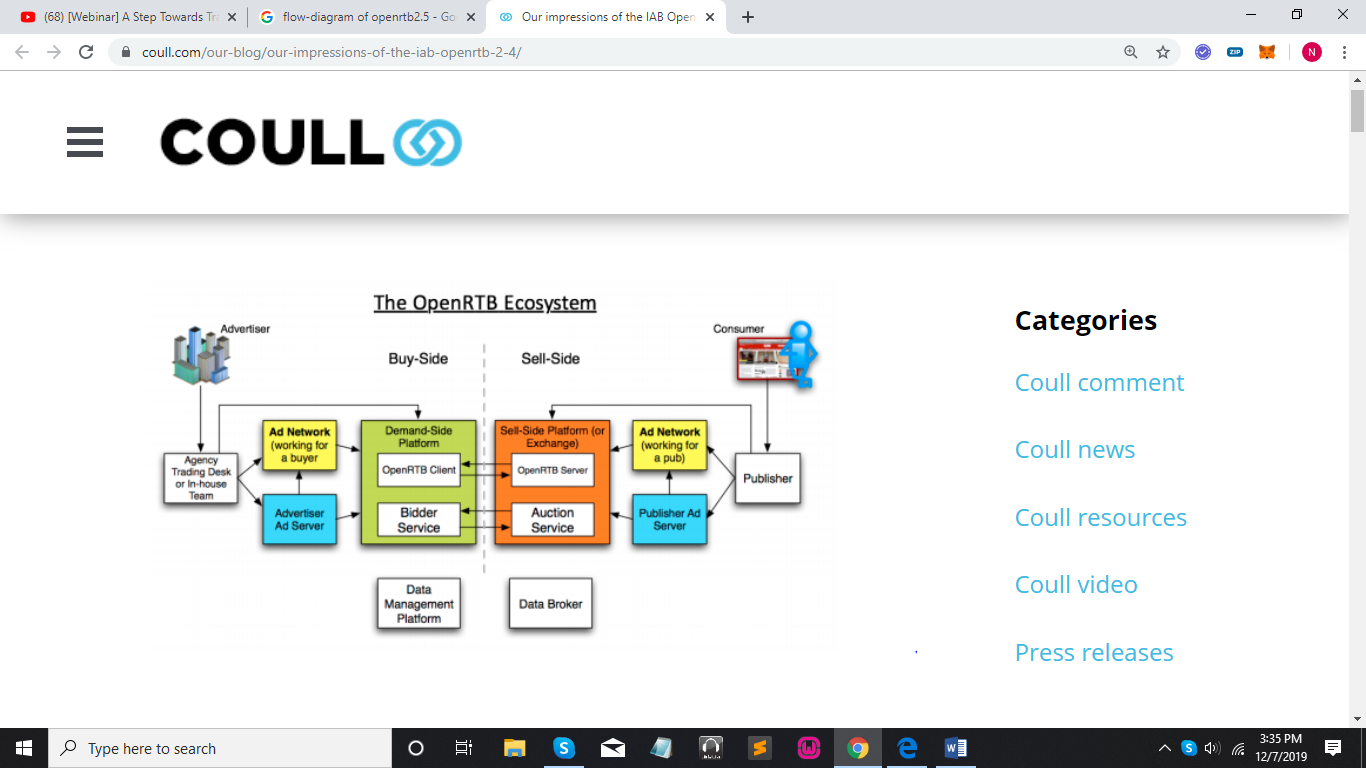 (68) [Webinar] A Step Towards Tra
flow-diagram of openrtb2.5 - Goo
Our impressions of the IAB Open
coull.com/our-blog/our-impressions-of-the-iab-openrtb-2-4/
ZIP
N
COULL
The OpenRTB Ecosystem
Advertiser
Consumer
Buy-Side
Sell-Side
Ad Network
(working for
a buyer
Demand-Side
Platform
Sell-Side Platform (or
Exchange)
Ad Network
(working for
a pub)
Agency
Trading Desk
or In-house
Team
OpenRTB Client
OpenRTB Server
Publisher
Advertiser
Ad Server
Bidder
Service
Auction
Service
Publisher Ad
Server
Data
Management
Platform
Data Broker
Categories
Coull comment
Coull news
Coull resources
Coull video
Press releases
Type here to search
3:35 PM
12/7/2019